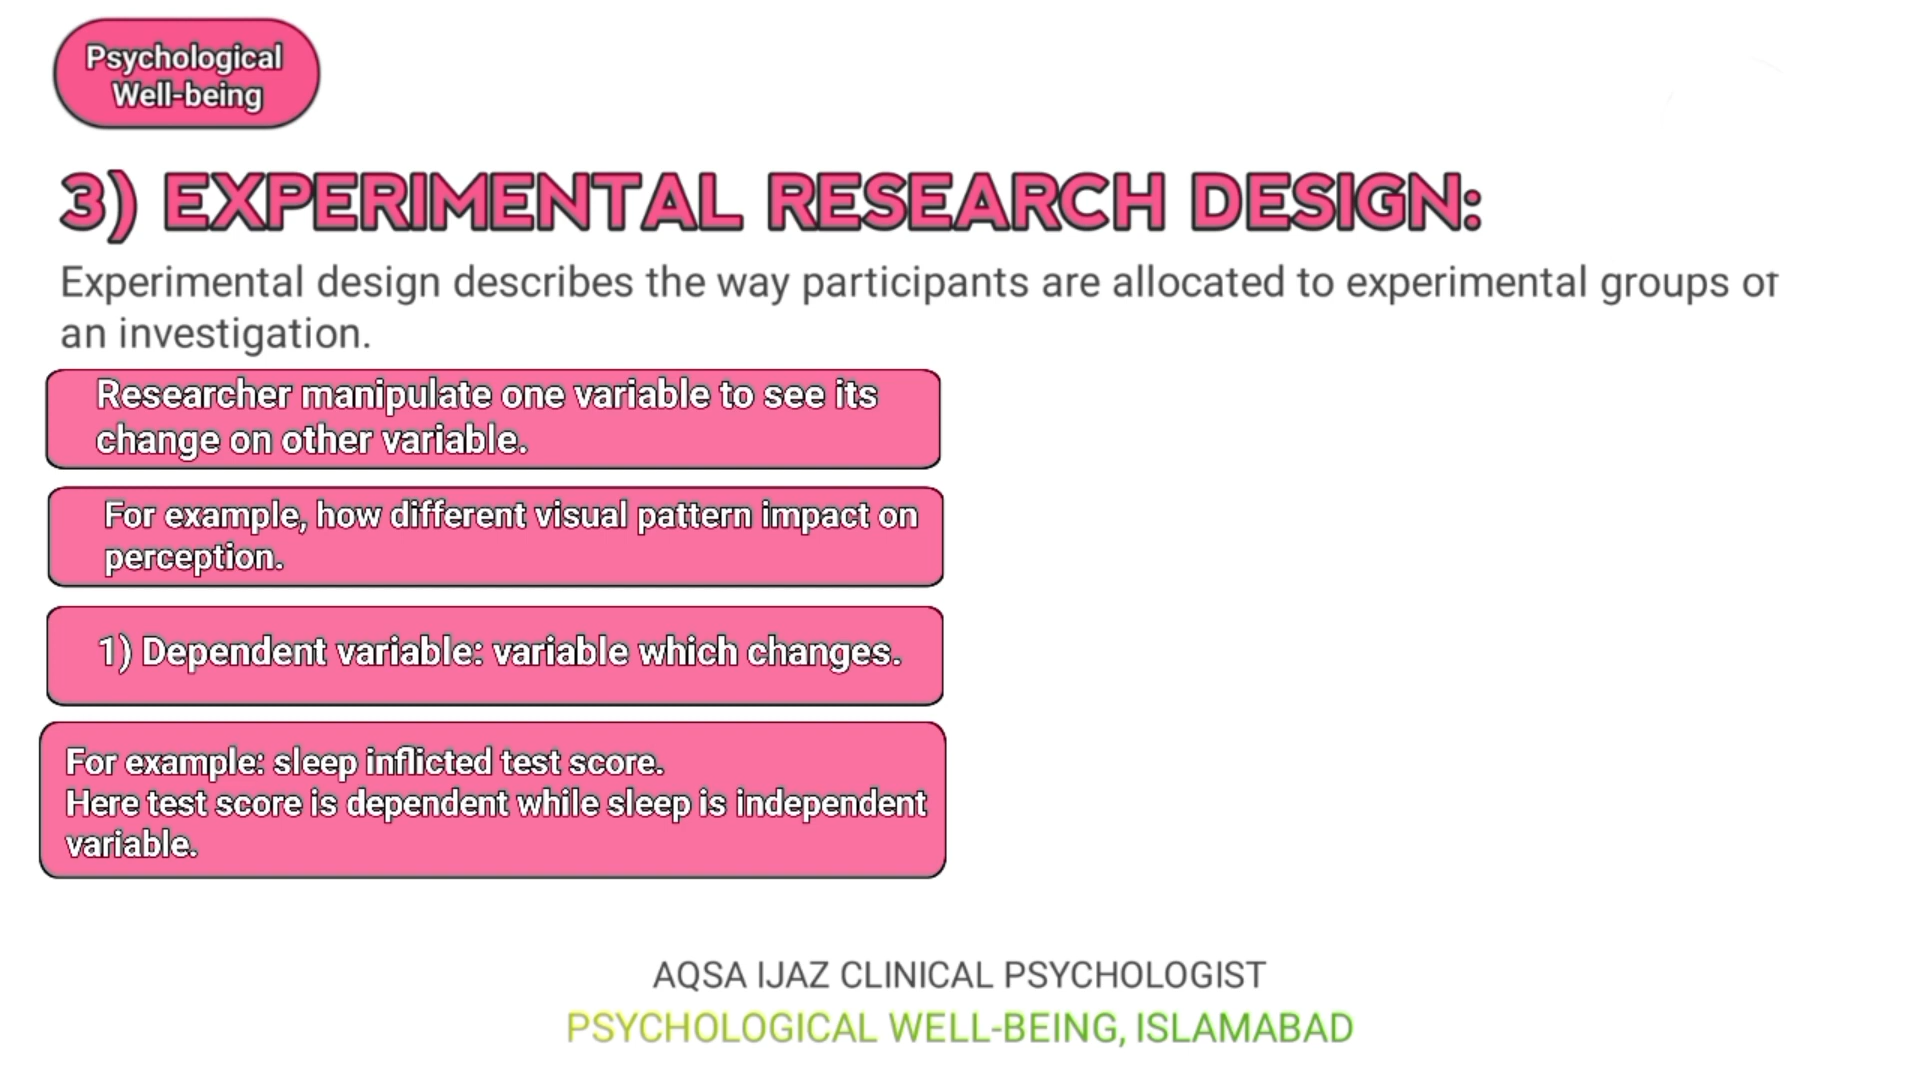 Psychological
Well-being
3) EXPERIMENTAL RESEARCH DESIGN:
Experimental design describes the way participants are allocated to experimental groups of
an investigation.
Researcher manipulate one variable to see its
change on other variable.
For example, how different visual pattern impact on
perception.
1) Dependent variable: variable which changes.
For example: sleep inflicted test score.
Here test score is dependent while sleep is independent
variable.
AQSA IJAZ CLINICAL PSYCHOLOGIST
PSYCHOLOGICAL WELL-BEING, ISLAMABAD